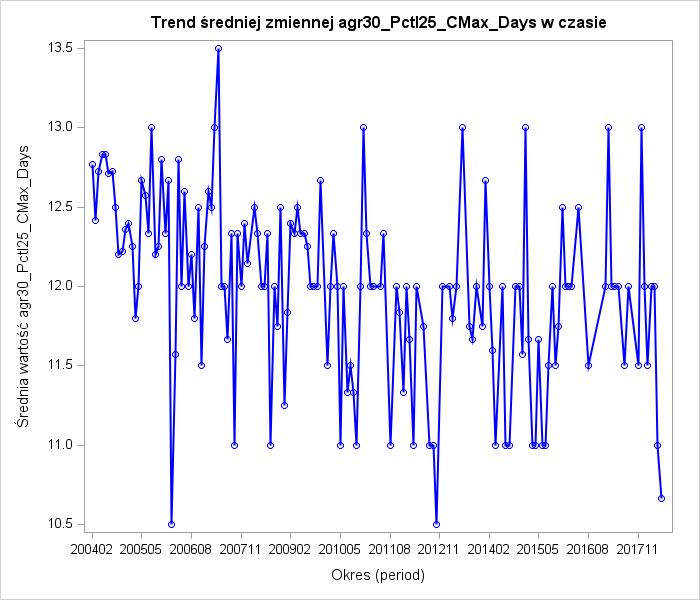 Trend średniej zmiennej agr30_Pctl25_CMax_Days w czasie
Średnia wartość agr30_Pctl25_CMax_Days
13.5
13.0
12.5
12.0
11.5
11.0
10.5
200402 200505 200608 200711 200902 201005 201108 201211 201402 201505 201608 201711
Okres (period)